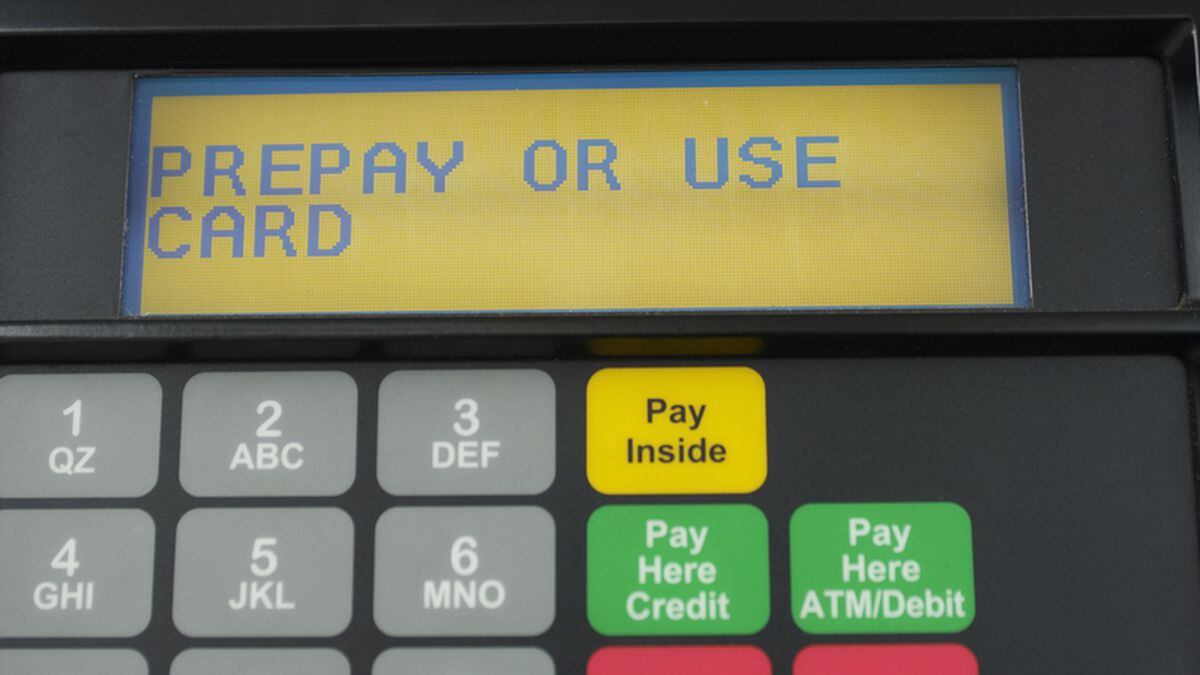 PREPAY OR USE
CARD
1
QZ
2
ABC
3
DEF
Pay
Inside
4
GHI
5
JKL
6
MNO
Pay
Here
Credit
Pay
Here
ATM/Debit